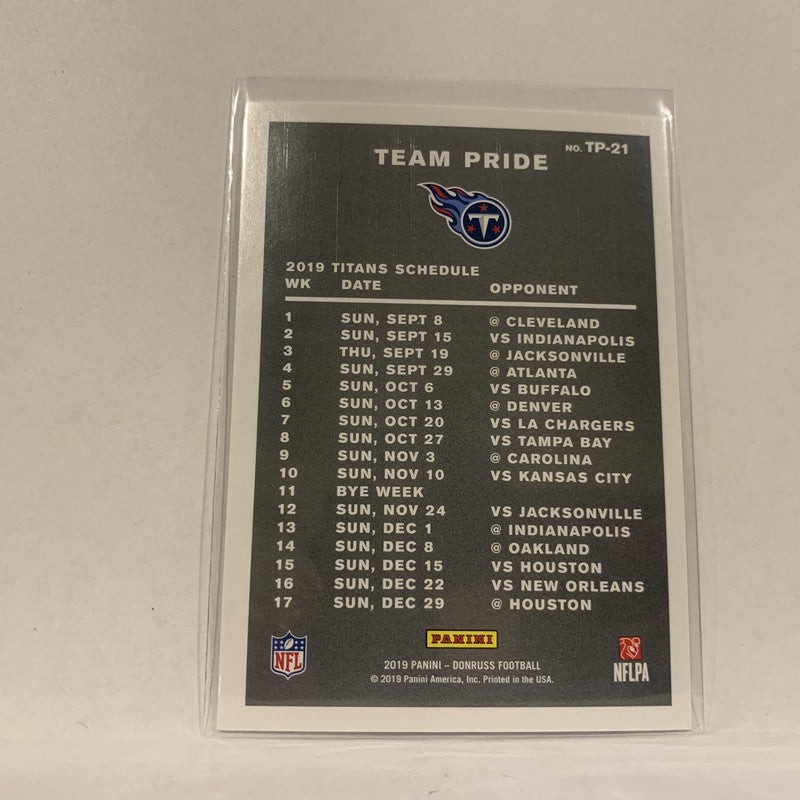 NO. TP-21
TEAM PRIDE
T
2019 TITANS SCHEDULE
WK DATE OPPONENT
1 SUN, SEPT 8 @ CLEVELAND
2 SUN, SEPT 15 VS INDIANAPOLIS
3 THU, SEPT 19 @ JACKSONVILLE
4 SUN, SEPT 29 @ ATLANTA
5 SUN, OCT 6 VS BUFFALO
6 SUN, OCT 13 @ DENVER
7 SUN, OCT 20 VS LA CHARGERS
8 SUN, OCT 27 VS TAMPA BAY
9 SUN, NOV 3 @ CAROLINA
10 SUN, NOV 10 VS KANSAS CITY
11 BYE WEEK
12 SUN, NOV 24 VS JACKSONVILLE
13 SUN, DEC 1 @ INDIANAPOLIS
14 SUN, DEC 8 @ OAKLAND
15 SUN, DEC 15 VS HOUSTON
16 SUN, DEC 22 VS NEW ORLEANS
17 SUN, DEC 29 @ HOUSTON
PANINI
NFL
NFLPA
2019 PANINI – DONRUSS FOOTBALL
© 2019 Panini America, Inc. Printed in the USA.